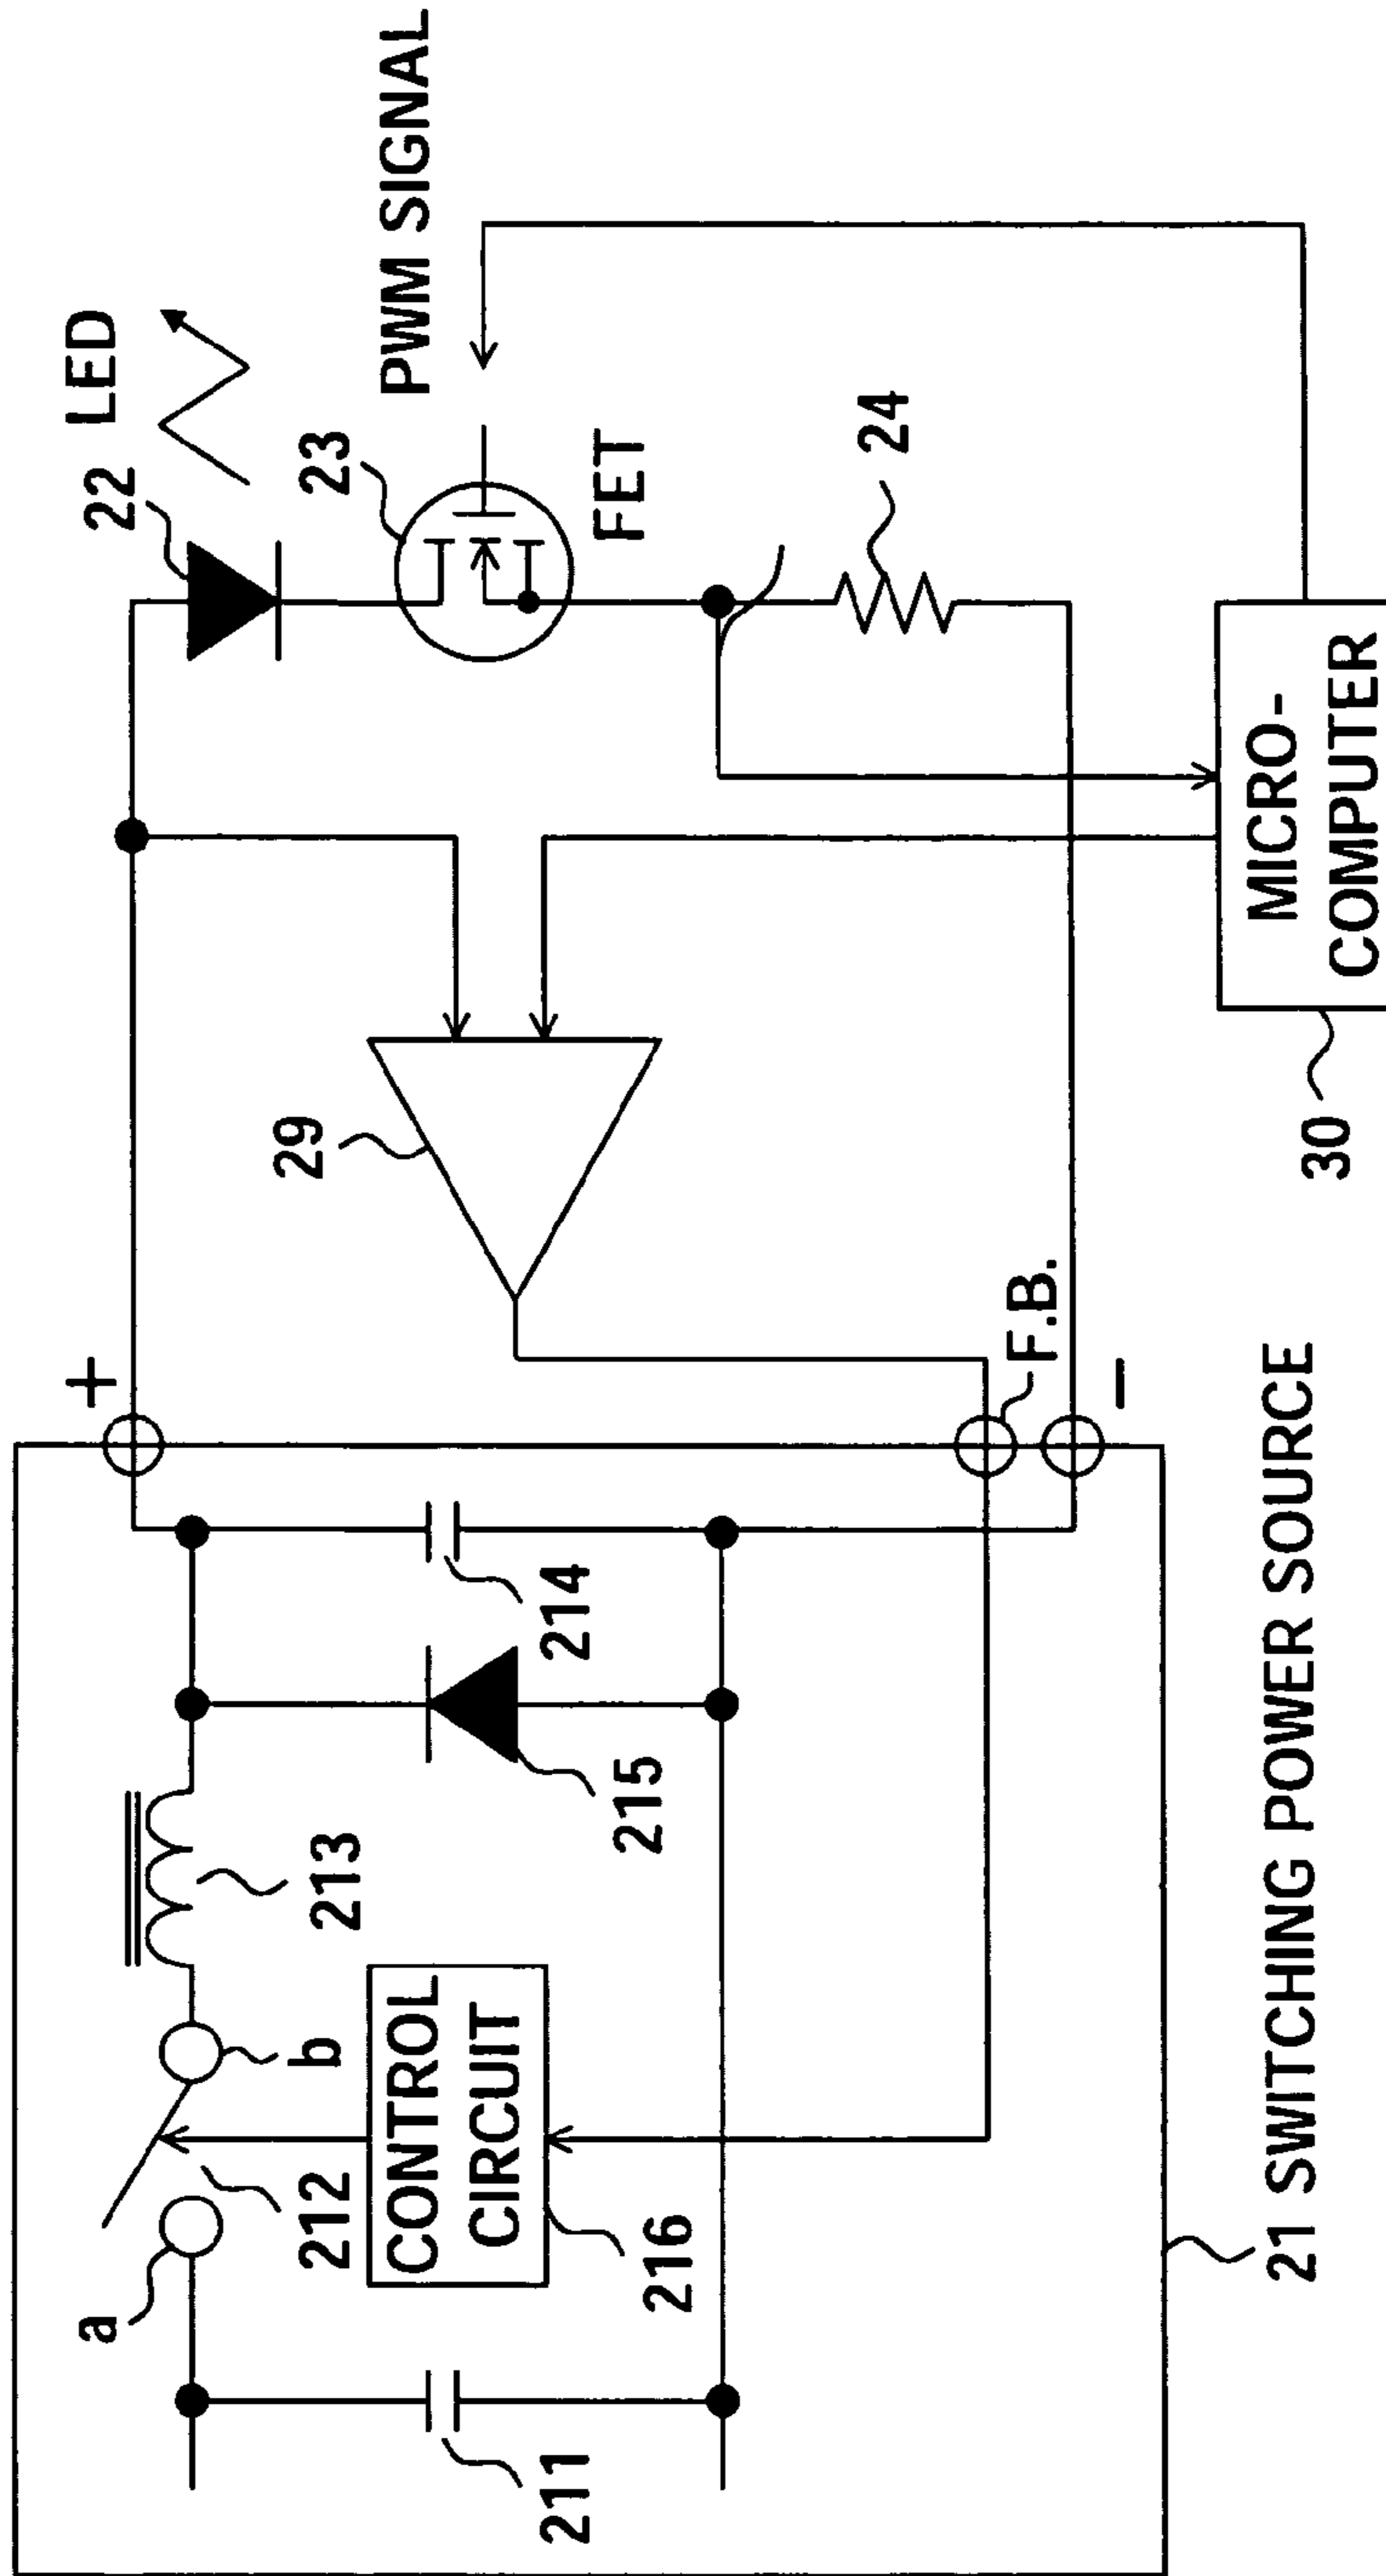 LED
22
23
PWM SIGNAL
FET
24
+
29
F.B.
−
MICRO-
COMPUTER
30
a
b
212
213
CONTROL
CIRCUIT
216
211
215
214
21 SWITCHING POWER SOURCE